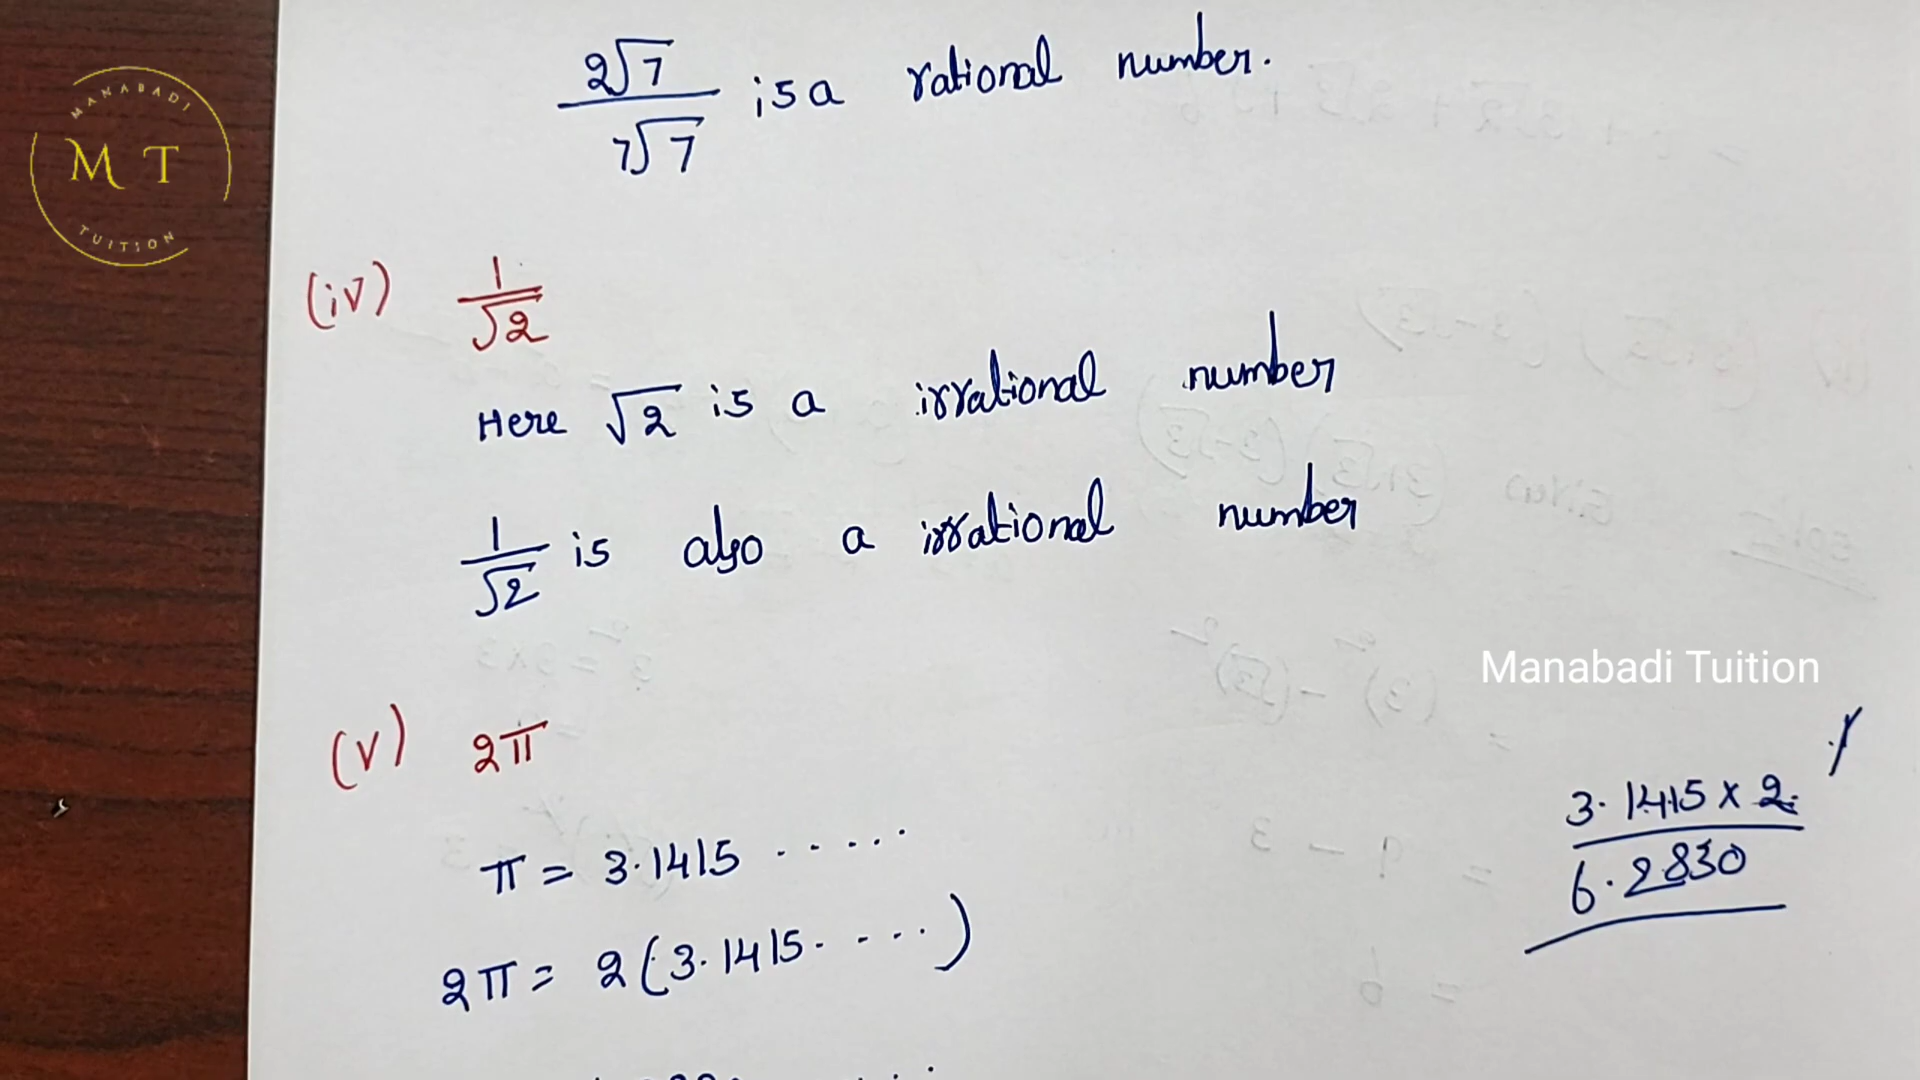 MANABADI
M T
TUITION
2√7 / 7√7 is a rational number.
(iv) 1/√2
Here √2 is a irrational number
1/√2 is also a irrational number
Manabadi Tuition
(v) 2π
3.1415 x 2.
6.2830
π = 3.1415 .....
2π = 2(3.1415.....)